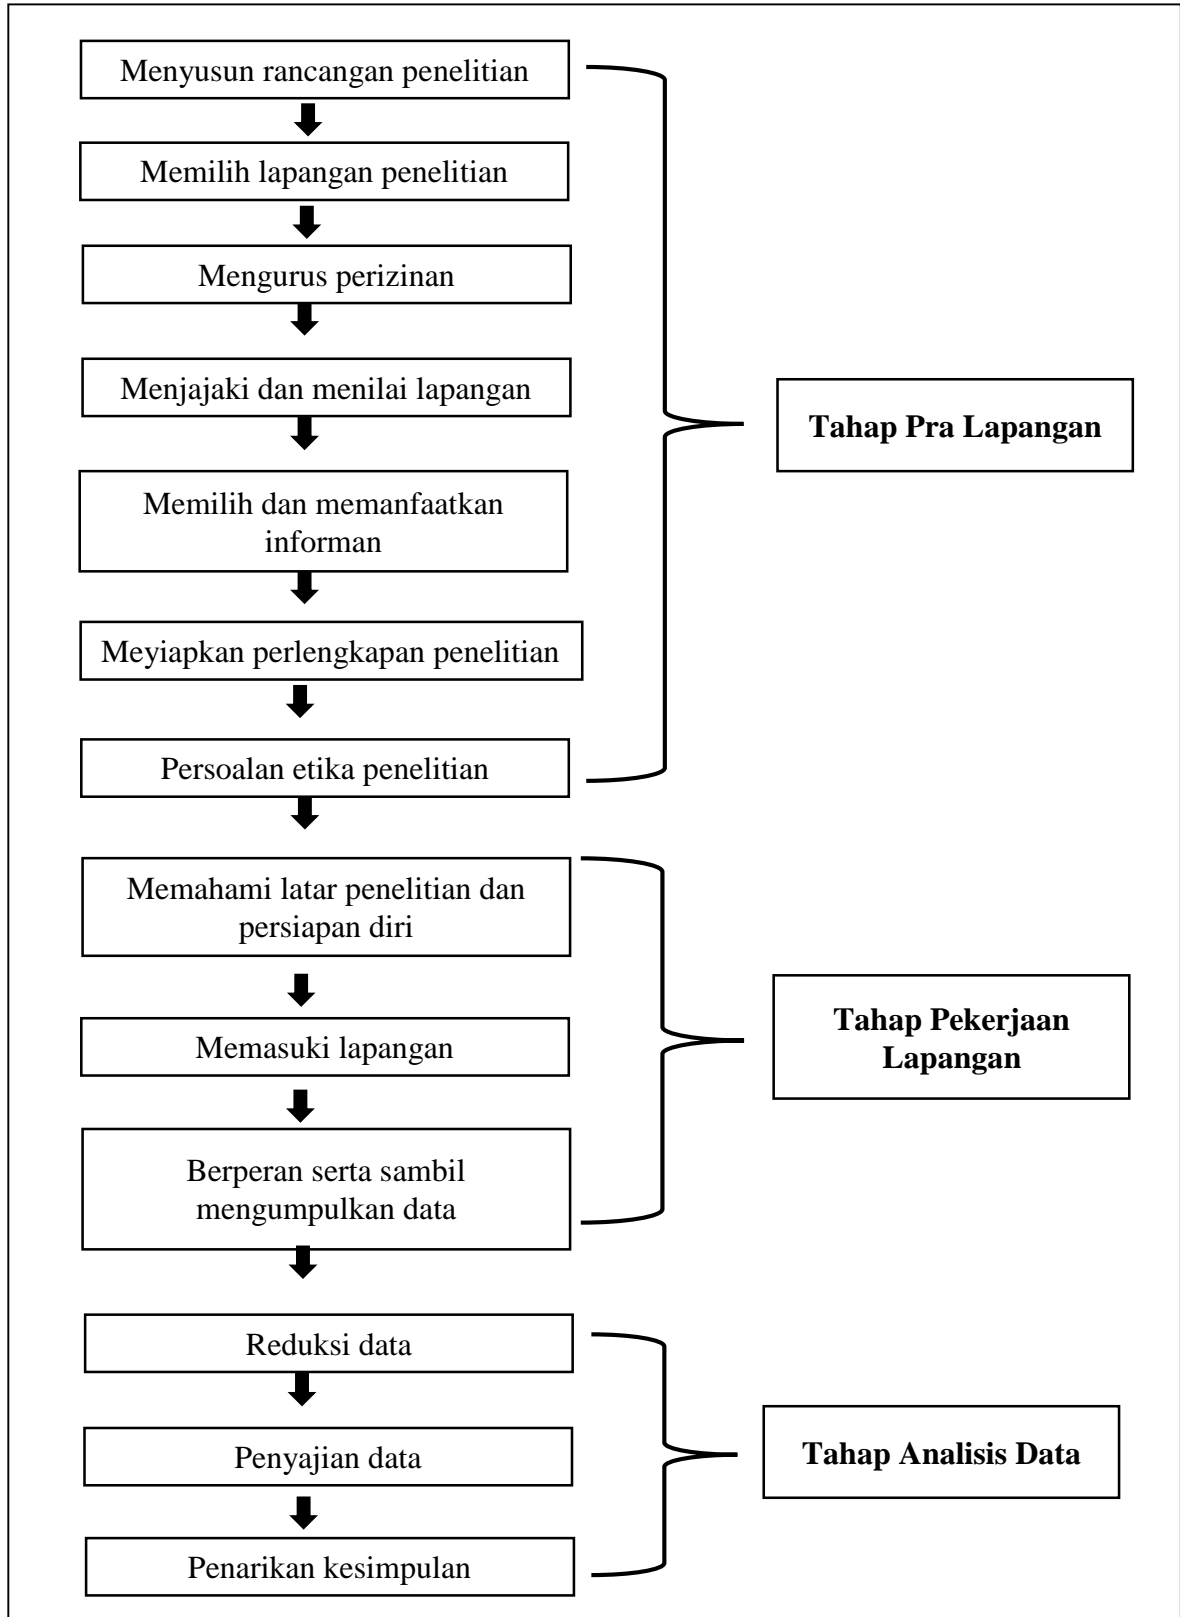 Menyusun rancangan penelitian
Memilih lapangan penelitian
Mengurus perizinan
Menjajaki dan menilai lapangan
Memilih dan memanfaatkan
informan
Meyiapkan perlengkapan penelitian
Persoalan etika penelitian
Tahap Pra Lapangan
Memahami latar penelitian dan
persiapan diri
Memasuki lapangan
Berperan serta sambil
mengumpulkan data
Tahap Pekerjaan
Lapangan
Reduksi data
Penyajian data
Penarikan kesimpulan
Tahap Analisis Data